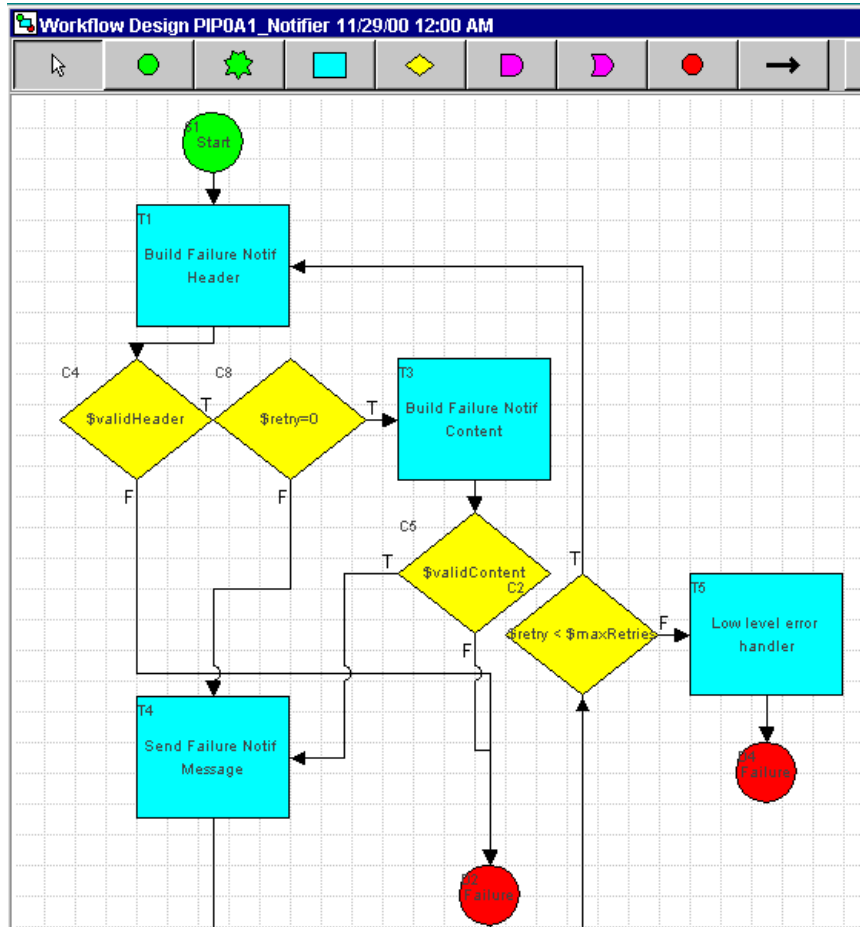 Workflow Design PIP0A1_Notifier 11/29/00 12:00 AM
S1
Start
T1
Build Failure Notif
Header
C4
C8
T3
$validHeader
T
$retry=0
T
Build Failure Notif
Content
F
F
C5
T
$validContent
C2
T
T5
F
$retry < $maxRetries
F
Low level error
handler
T4
Send Failure Notif
Message
D4
Failure
D2
Failure